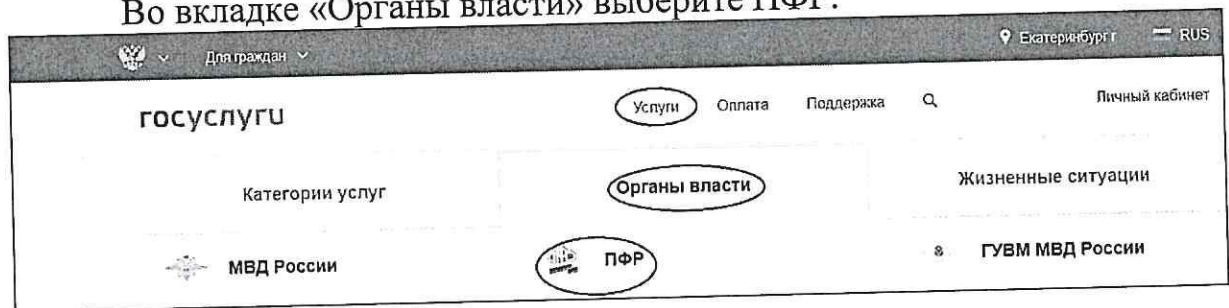 Во вкладке «Органы власти» выберите ПФР:
Для граждан Екатеринбург г RUS
госуслуги Услуги Оплата Поддержка Личный кабинет
Категории услуг Органы власти Жизненные ситуации
МВД России ПФР ГУВМ МВД России